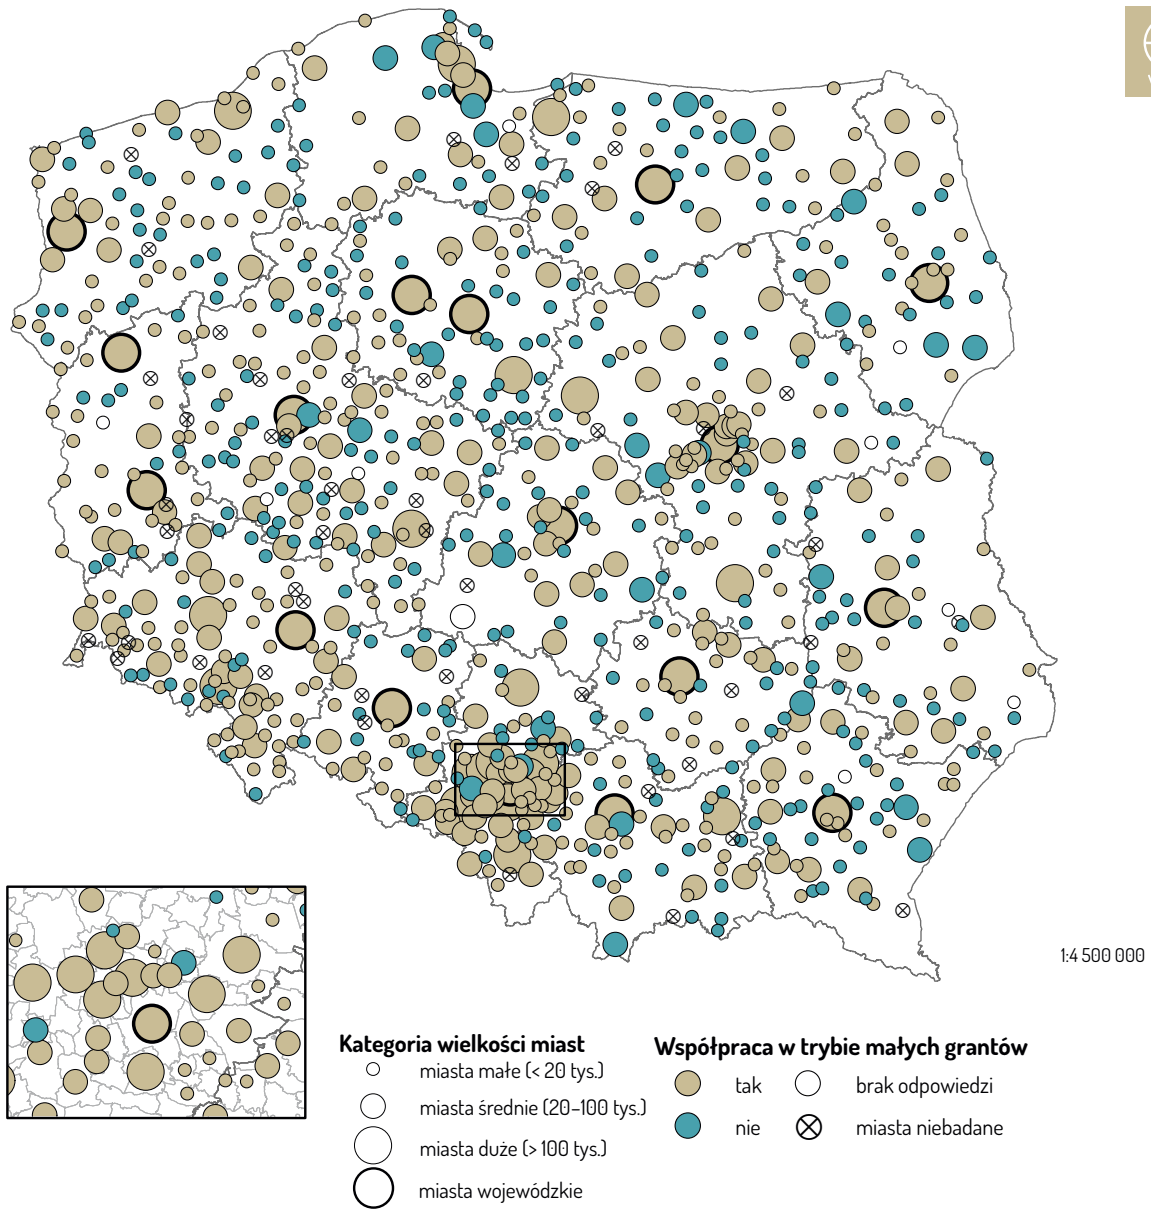 1:4 500 000
Kategoria wielkości miast
miasta małe (< 20 tys.)
miasta średnie (20–100 tys.)
miasta duże (> 100 tys.)
miasta wojewódzkie
Współpraca w trybie małych grantów
tak
brak odpowiedzi
nie
miasta niebadane